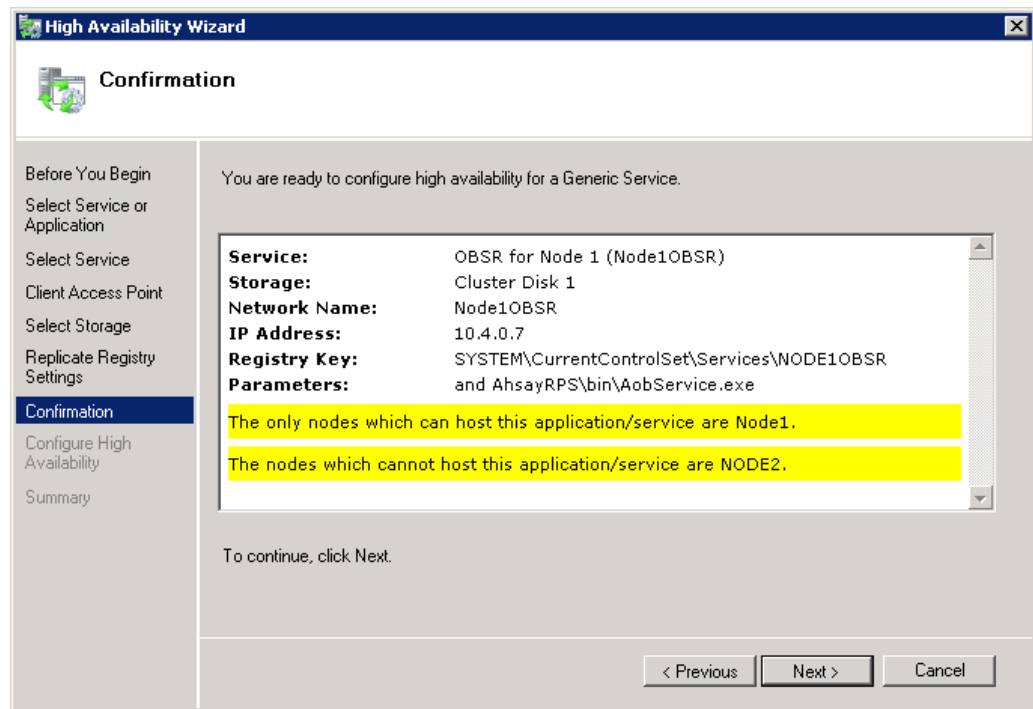 High Availability Wizard
Confirmation
Before You Begin
Select Service or
Application
Select Service
Client Access Point
Select Storage
Replicate Registry
Settings
Confirmation
Configure High
Availability
Summary
You are ready to configure high availability for a Generic Service.
Service: OBSR for Node 1 (Node1OBSR)
Storage: Cluster Disk 1
Network Name: Node1OBSR
IP Address: 10.4.0.7
Registry Key: SYSTEM\CurrentControlSet\Services\NODE1OBSR
Parameters: and AhsayRPS\bin\AobService.exe
The only nodes which can host this application/service are Node1.
The nodes which cannot host this application/service are NODE2.
To continue, click Next.
< Previous
Next >
Cancel